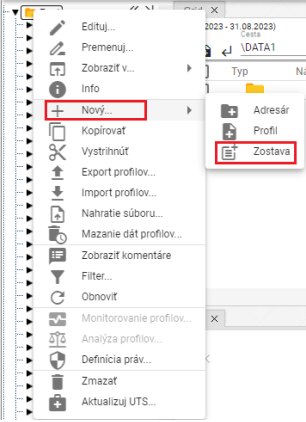 Grid
2023 - 31.08.2023)
Cesta
\DATA1
Typ
Edituj...
Premenuj...
Zobraziť v...
Info
Nový...
Adresár
Kopírovať
Profil
Vystrihnúť
Zostava
Export profilov...
Import profilov...
Nahratie súboru...
Mazanie dát profilov...
Zobraziť komentáre
Filter...
Obnoviť
Monitorovanie profilov...
Analýza profilov...
Definícia práv...
Zmazať
Aktualizuj UTS...